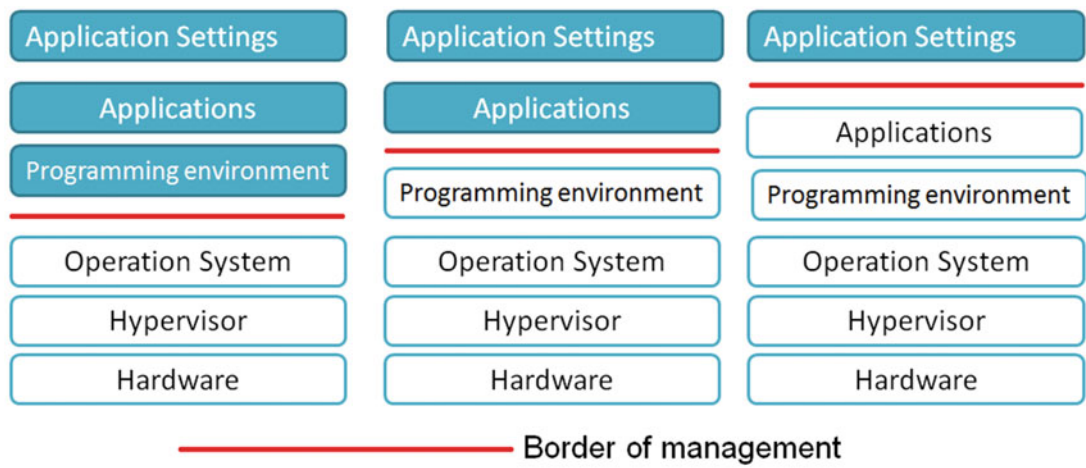 Application Settings
Applications
Programming environment
Operation System
Hypervisor
Hardware
Application Settings
Applications
Programming environment
Operation System
Hypervisor
Hardware
Application Settings
Applications
Programming environment
Operation System
Hypervisor
Hardware
Border of management